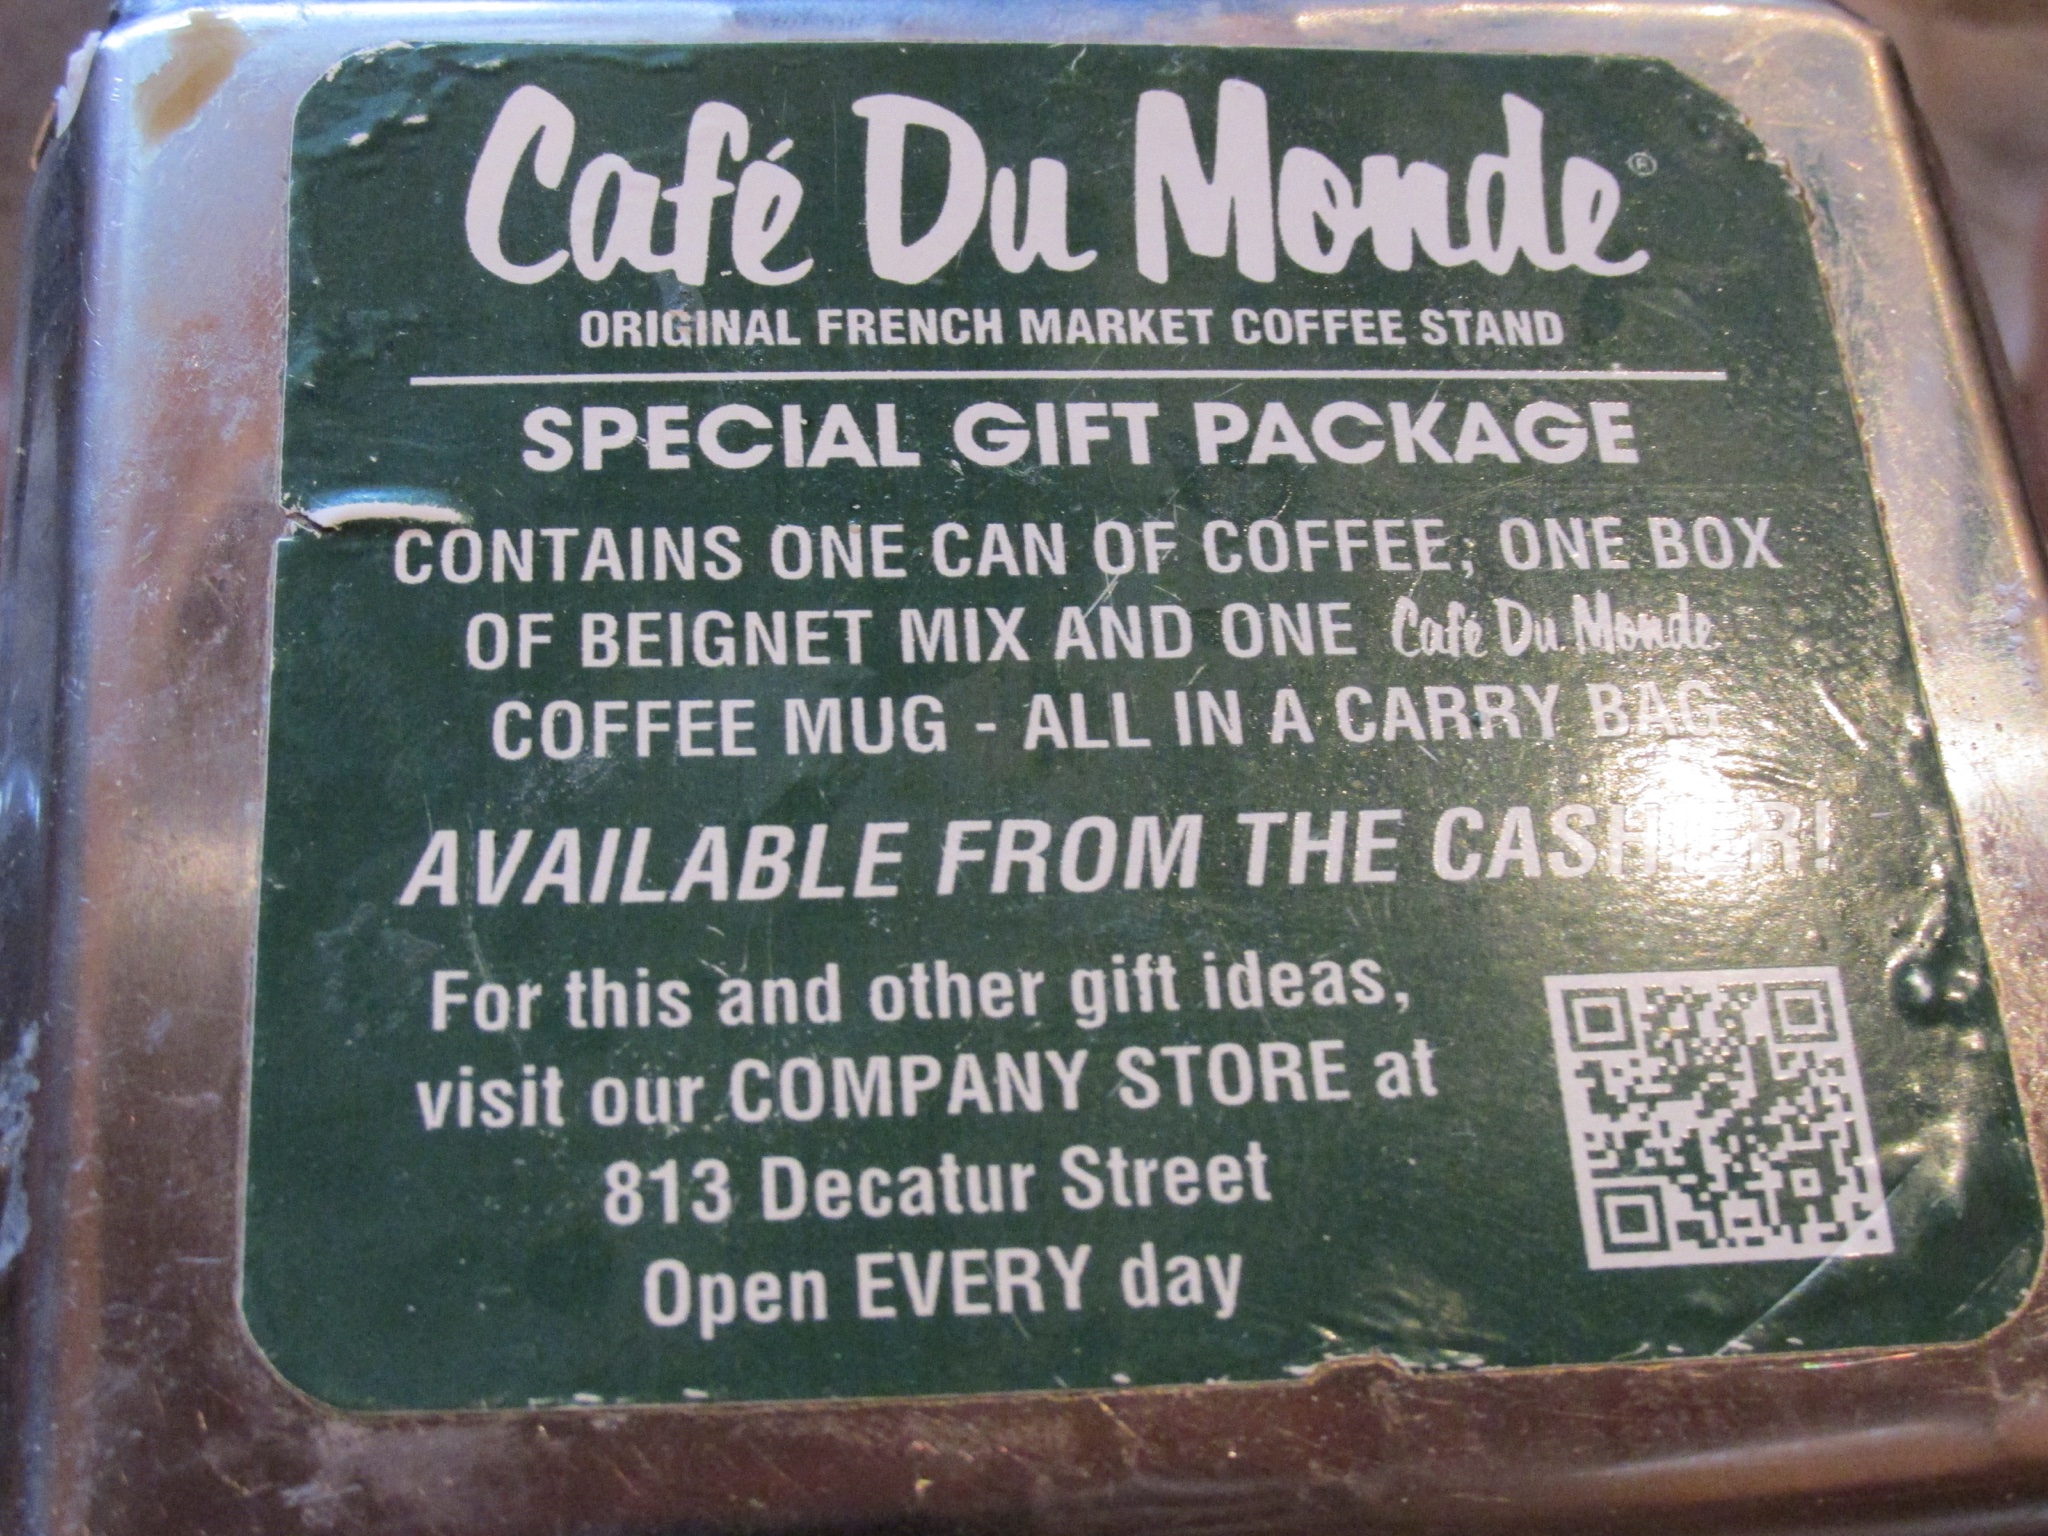 Café Du Monde®
ORIGINAL FRENCH MARKET COFFEE STAND
SPECIAL GIFT PACKAGE
CONTAINS ONE CAN OF COFFEE, ONE BOX
OF BEIGNET MIX AND ONE Café Du Monde
COFFEE MUG - ALL IN A CARRY BAG
AVAILABLE FROM THE CASHIER!
For this and other gift ideas,
visit our COMPANY STORE at
813 Decatur Street
Open EVERY day